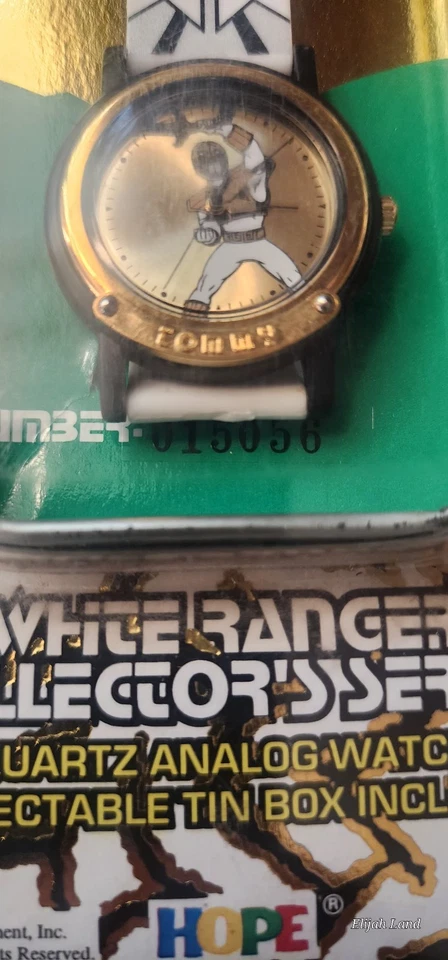 TOMMY
UMBER. 015056
WHITE RANGER
LLECTOR'S SET
UARTZ ANALOG WATC
ECTABLE TIN BOX INCL
HOPE®
ment, Inc.
ts Reserved.
Elijah Land